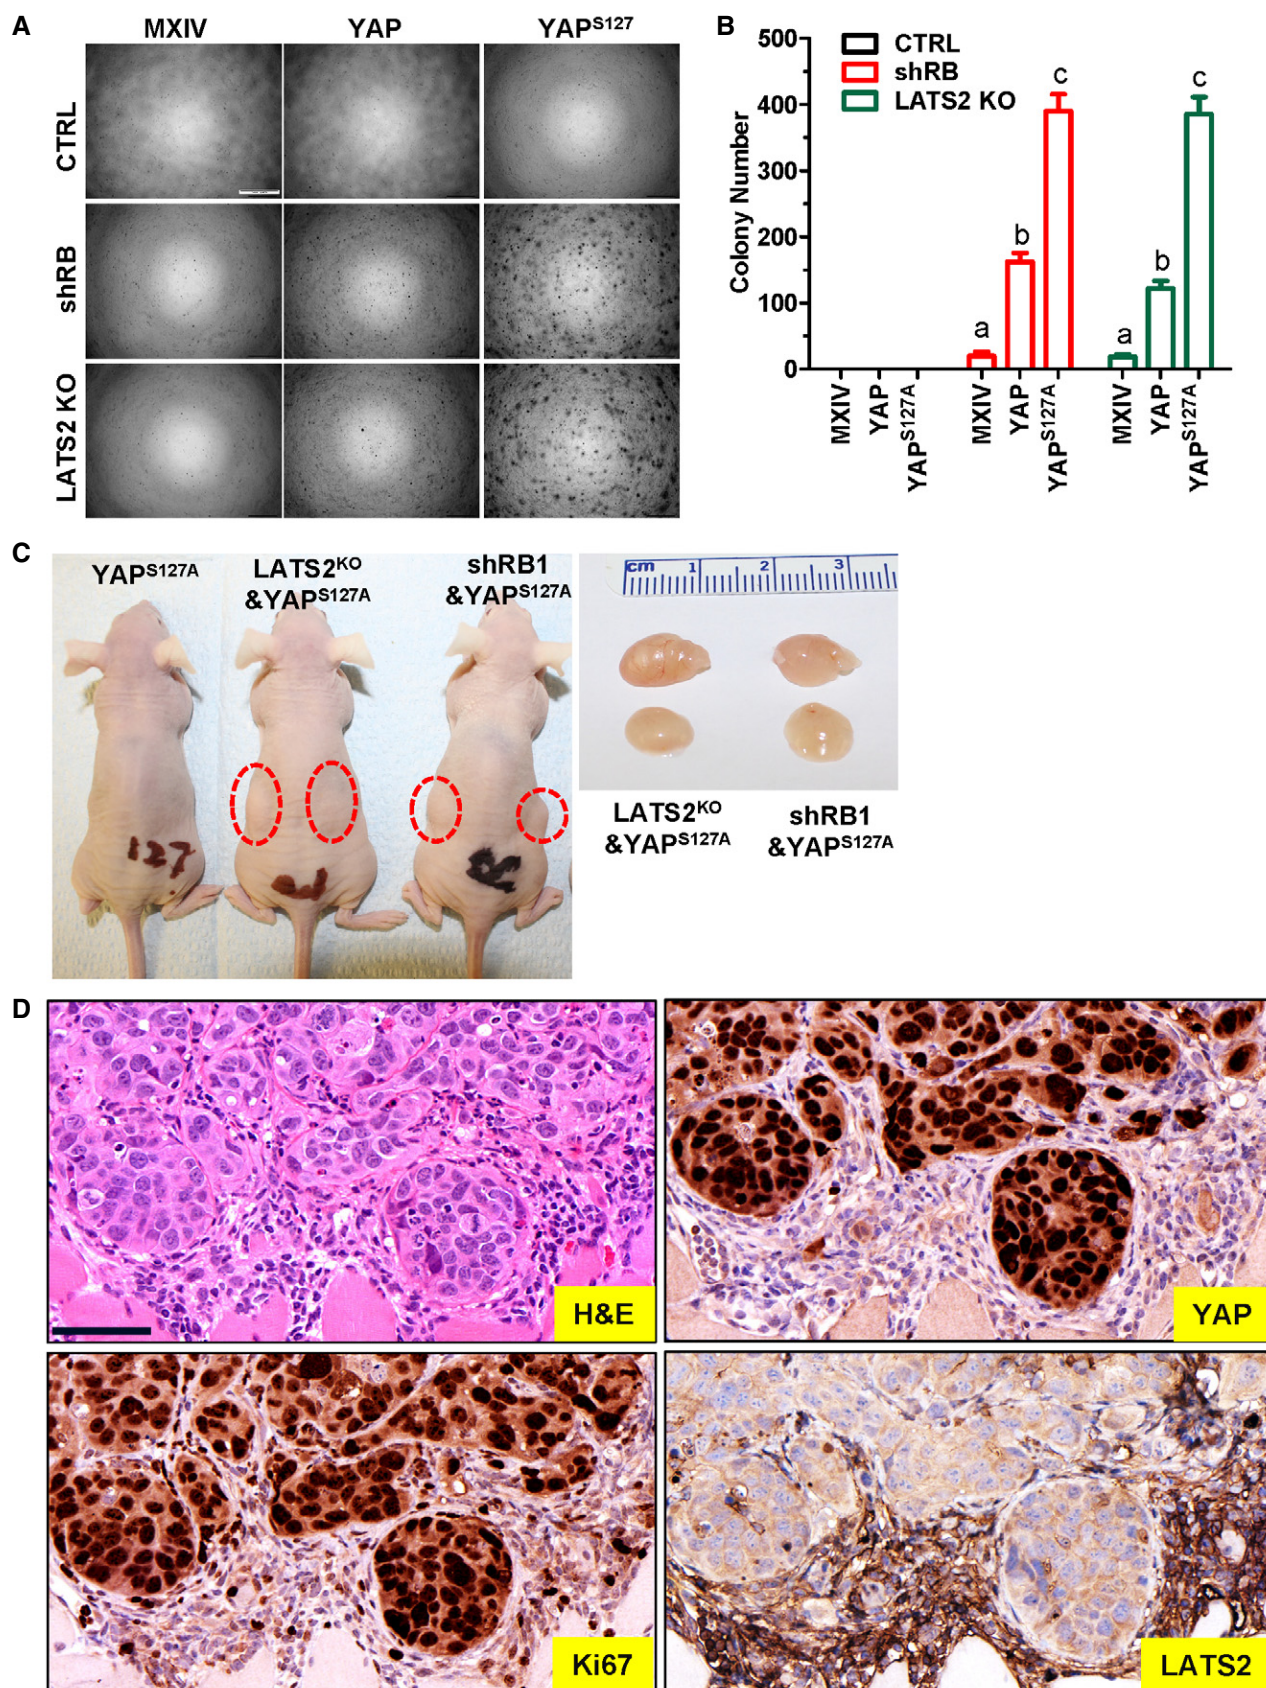 A
MXIV YAP YAPS127
CTRL
shRB
LATS2 KO
B
CTRL
shRB
LATS2 KO
Colony Number
500
400
300
200
100
0
a
b
c
a
b
c
MXIV
YAP
YAPS127A
MXIV
YAP
YAPS127A
MXIV
YAP
YAPS127A
C
YAPS127A
LATS2KO
&YAPS127A
shRB1
&YAPS127A
127
cm 1 2 3
LATS2KO
&YAPS127A
shRB1
&YAPS127A
D
H&E
YAP
Ki67
LATS2